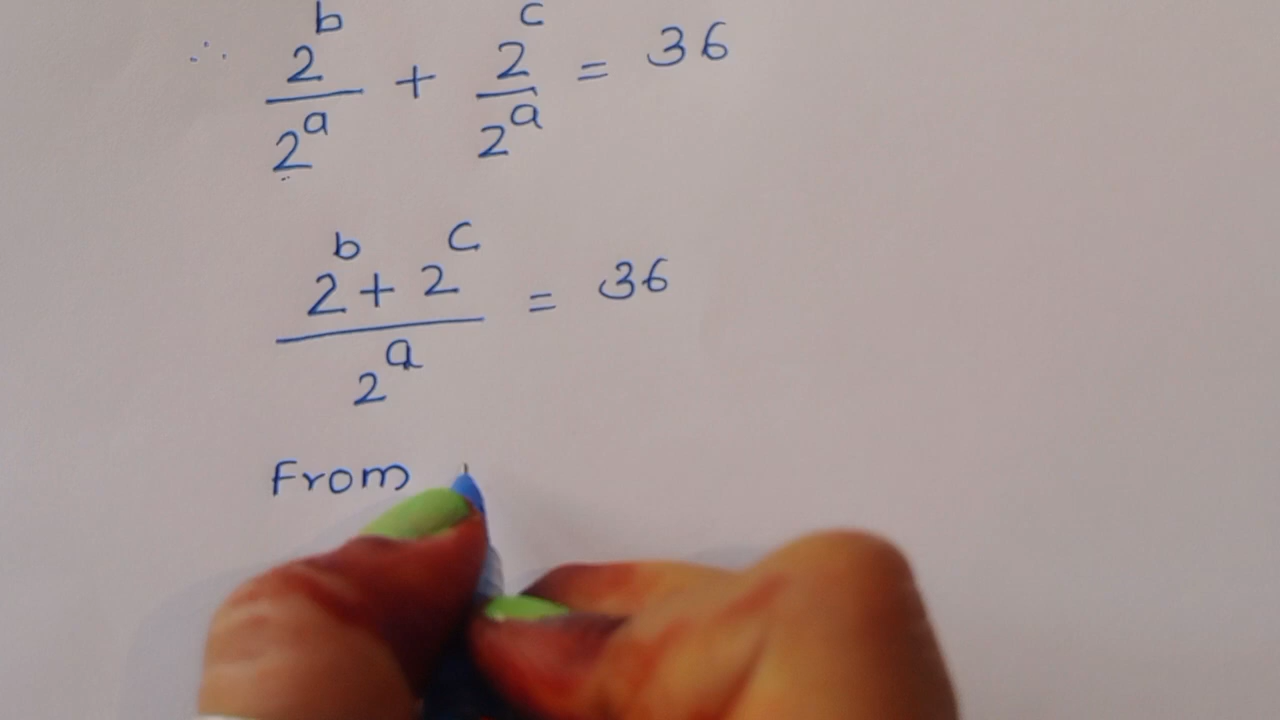 ∴ 2^b/2^a + 2^c/2^a = 36
(2^b + 2^c)/2^a = 36
From